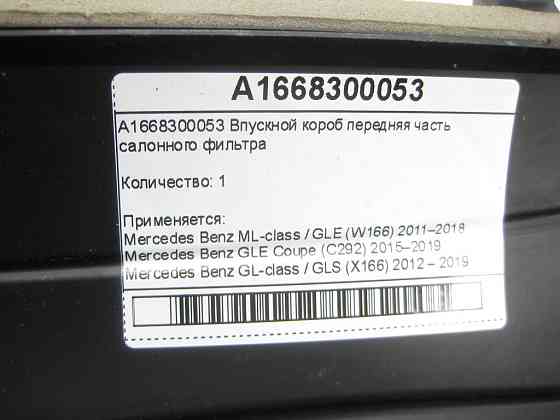 A1668300053
A1668300053 Впускной короб передняя часть
салонного фильтра
Количество: 1
Применяется:
Mercedes Benz ML-class / GLE (W166) 2011–2018
Mercedes Benz GLE Coupe (C292) 2015–2019
Mercedes Benz GL-class / GLS (X166) 2012 – 2019